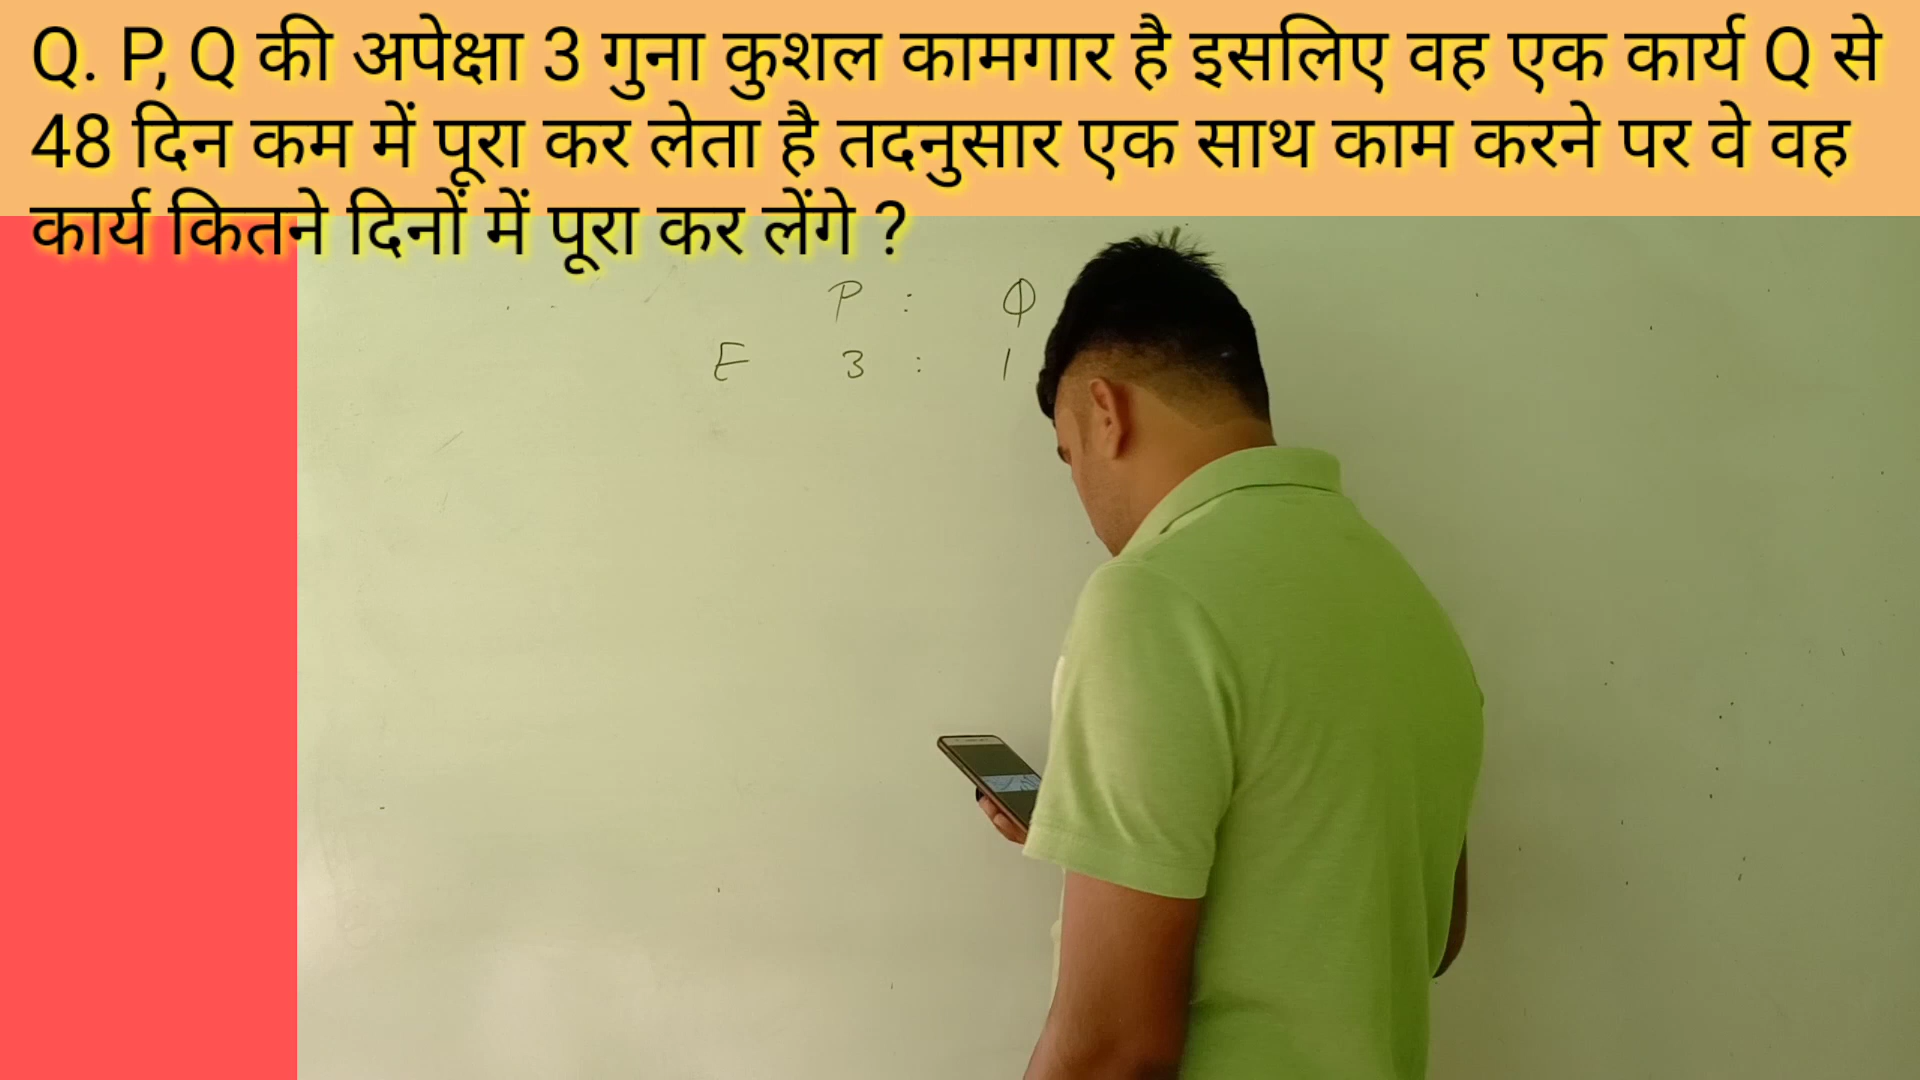 Q. P, Q की अपेक्षा 3 गुना कुशल कामगार है इसलिए वह एक कार्य Q से
48 दिन कम में पूरा कर लेता है तदनुसार एक साथ काम करने पर वे वह
कार्य कितने दिनों में पूरा कर लेंगे ?
P : Q
E 3 : 1